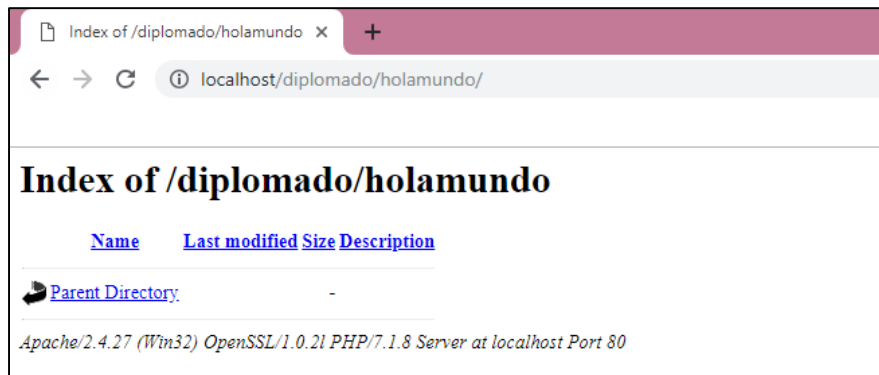 Index of /diplomado/holamundo
localhost/diplomado/holamundo/
Index of /diplomado/holamundo
Name Last modified Size Description
Parent Directory -
Apache/2.4.27 (Win32) OpenSSL/1.0.2l PHP/7.1.8 Server at localhost Port 80